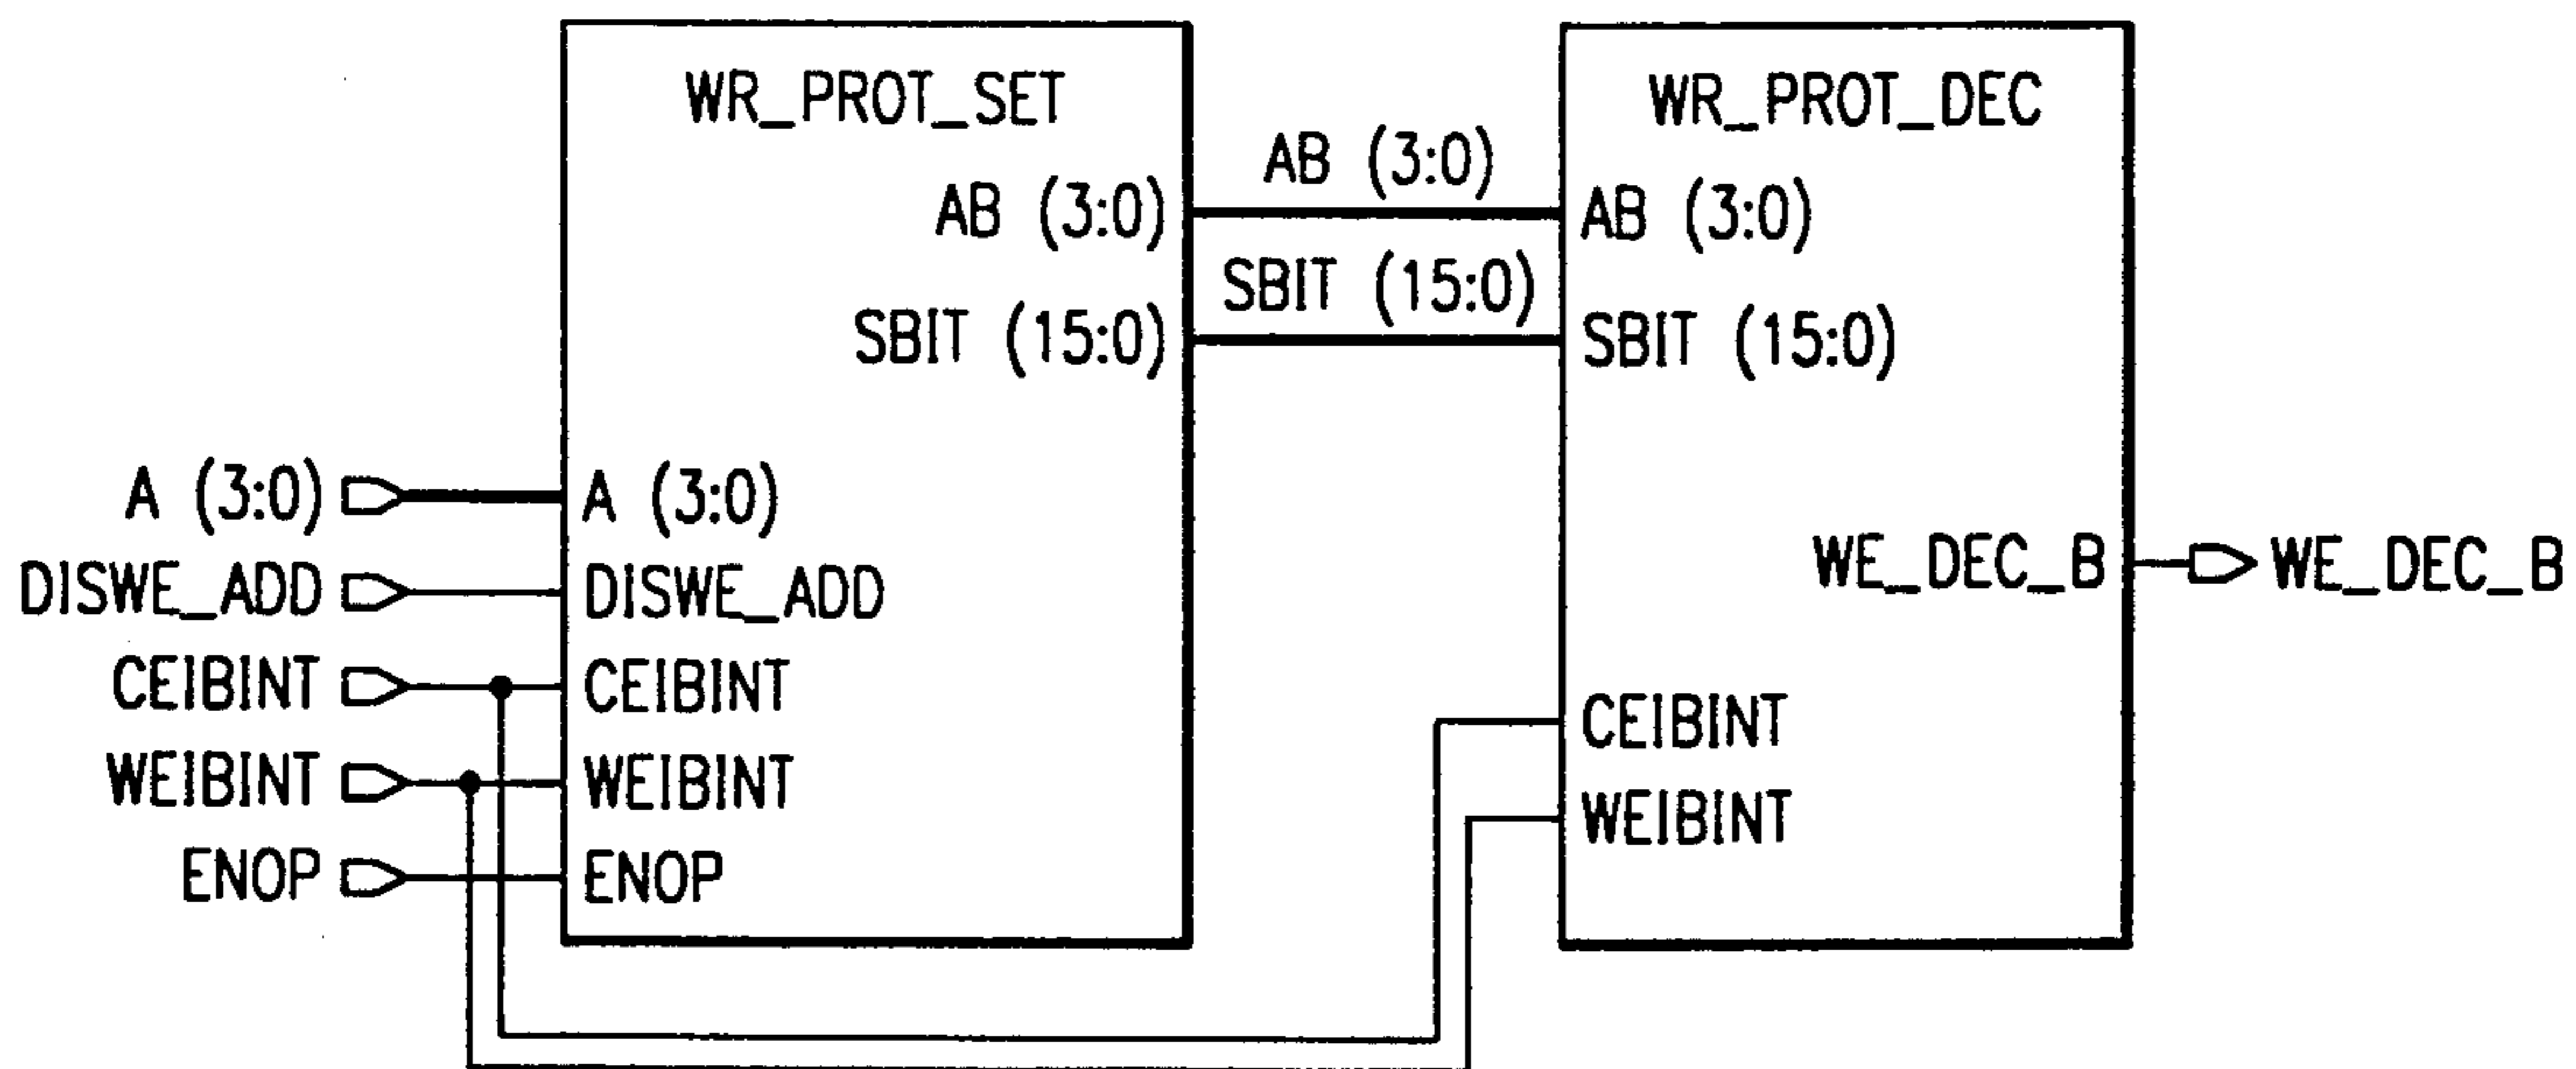 WR_PROT_SET
AB (3:0)
SBIT (15:0)
A (3:0)
A (3:0)
DISWE_ADD
DISWE_ADD
CEIBINT
CEIBINT
WEIBINT
WEIBINT
ENOP
ENOP
AB (3:0)
SBIT (15:0)
WR_PROT_DEC
AB (3:0)
SBIT (15:0)
WE_DEC_B
WE_DEC_B
CEIBINT
WEIBINT